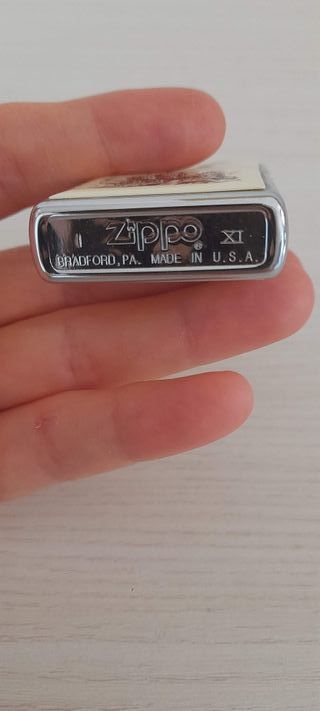 I zippo® XI
BRADFORD, PA. MADE IN U.S.A.